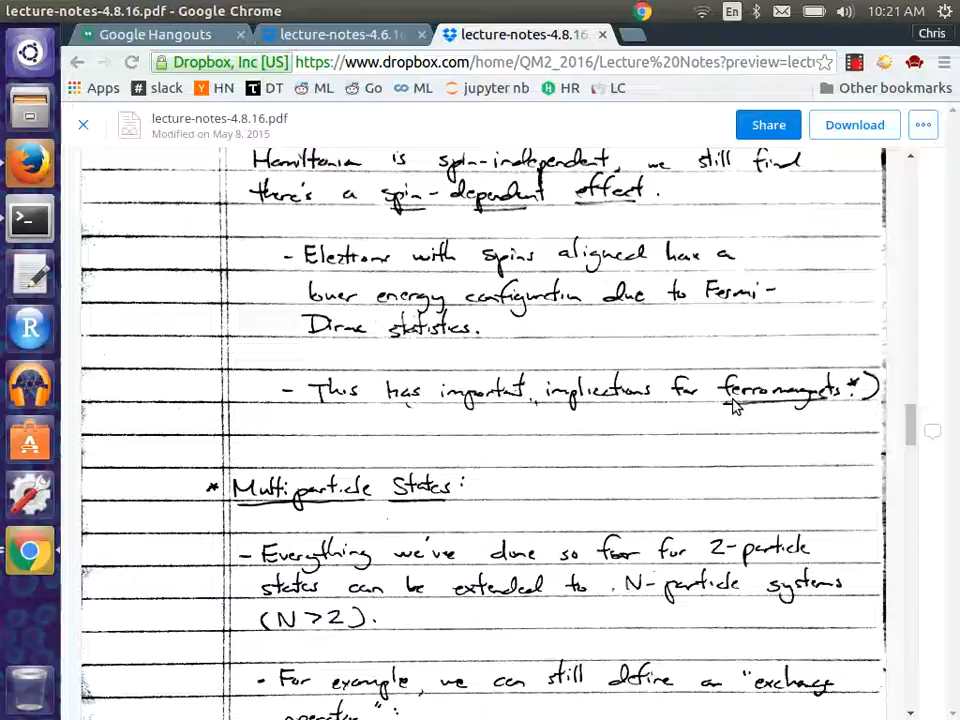 lecture-notes-4.8.16.pdf - Google Chrome
En
10:21 AM
Google Hangouts
lecture-notes-4.6.1
lecture-notes-4.8.16.
Chris
Dropbox, Inc [US]
https://www.dropbox.com/home/QM2_2016/Lecture%20Notes?preview=lect
Apps
slack
HN
DT
ML
Go
ML
jupyter nb
HR
LC
Other bookmarks
lecture-notes-4.8.16.pdf
Modified on May 8, 2015
Share
Download
Hamiltonian is spin-independent, we still find
there's a spin-dependent effect.
- Electrons with spins aligned have a
lower energy configuration due to Fermi-
Dirac statistics.
- This has important implications for ferromagnets.*)
* Multiparticle States:
- Everything we've done so far for 2-particle
states can be extended to N-particle systems
(N>2).
• For example, we can still define an "exchange
operator":